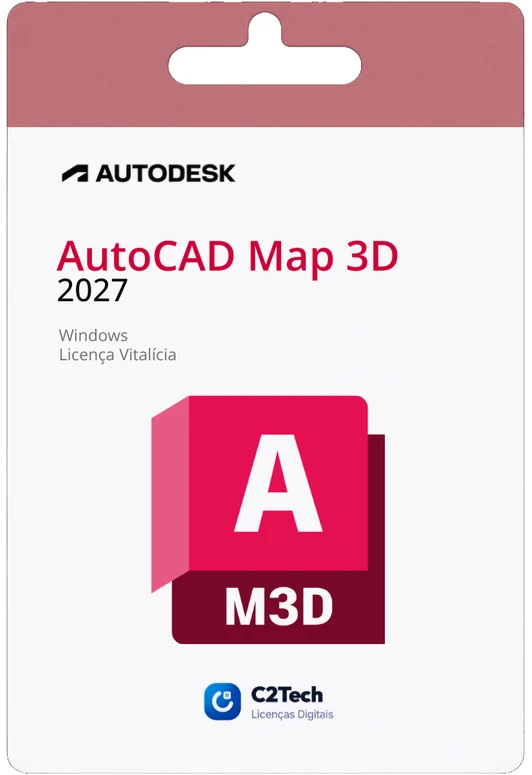 AUTODESK
AutoCAD Map 3D
2027
Windows
Licença Vitalícia
A
M3D
C2Tech
Licenças Digitais